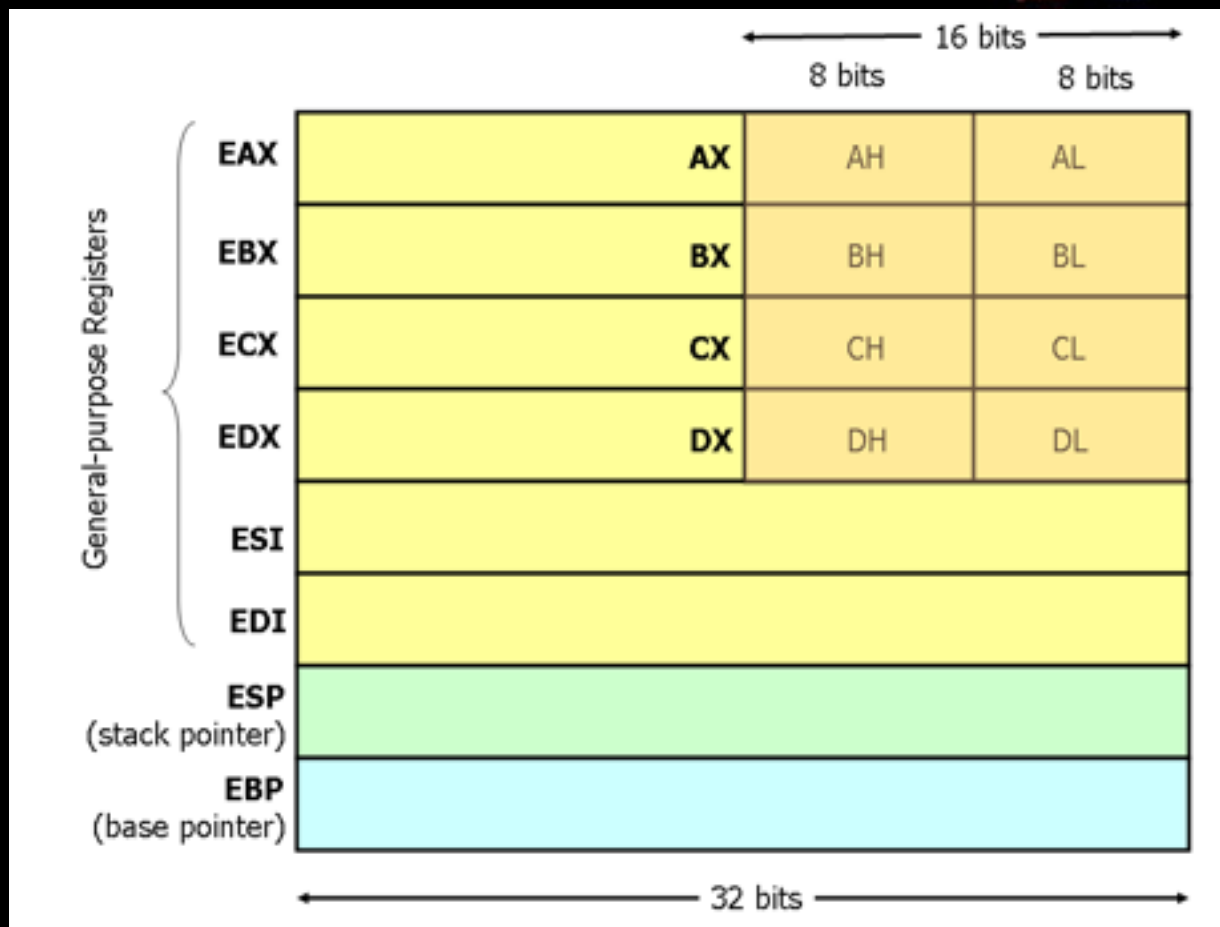 16 bits
8 bits 8 bits
General-purpose Registers
EAX AX AH AL
EBX BX BH BL
ECX CX CH CL
EDX DX DH DL
ESI
EDI
ESP
(stack pointer)
EBP
(base pointer)
32 bits